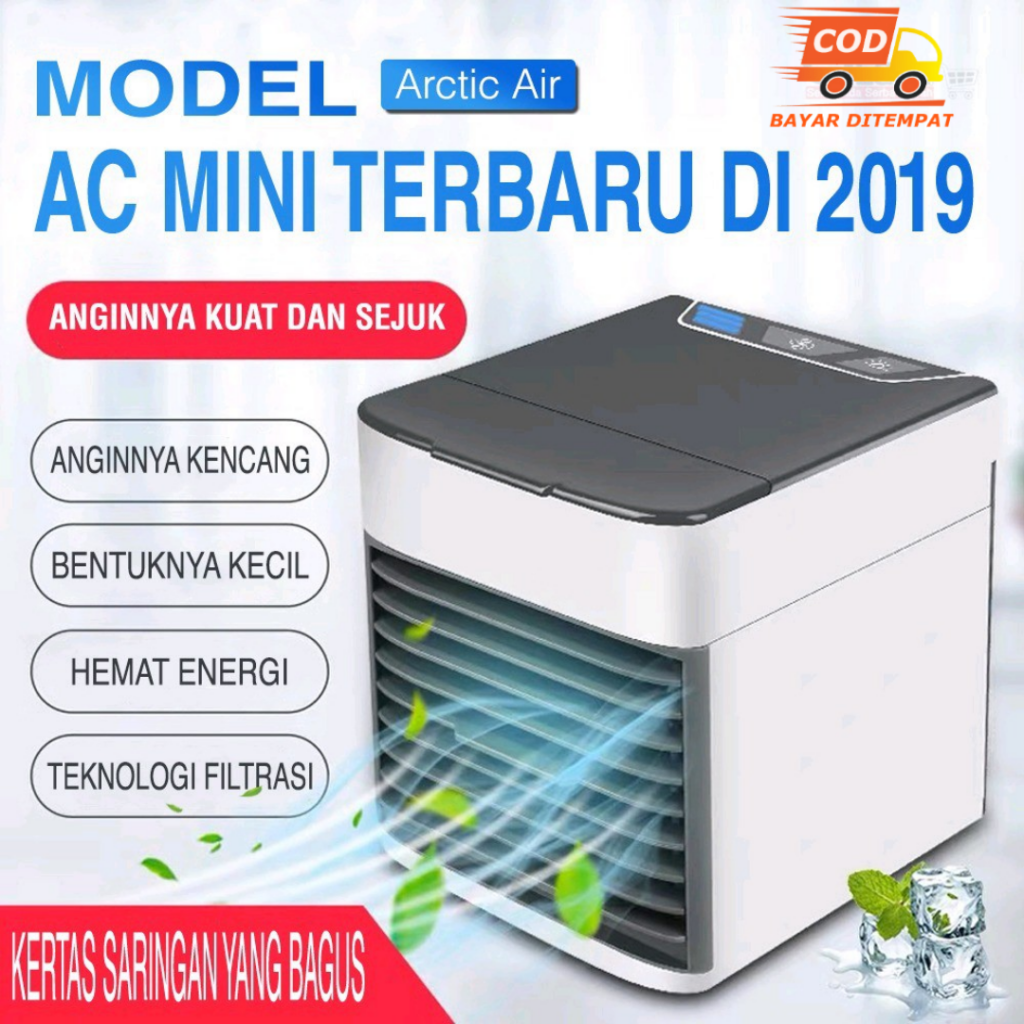 COD
BAYAR DITEMPAT
MODEL Arctic Air
AC MINI TERBARU DI 2019
ANGINNYA KUAT DAN SEJUK
ANGINNYA KENCANG
BENTUKNYA KECIL
HEMAT ENERGI
TEKNOLOGI FILTRASI
KERTAS SARINGAN YANG BAGUS